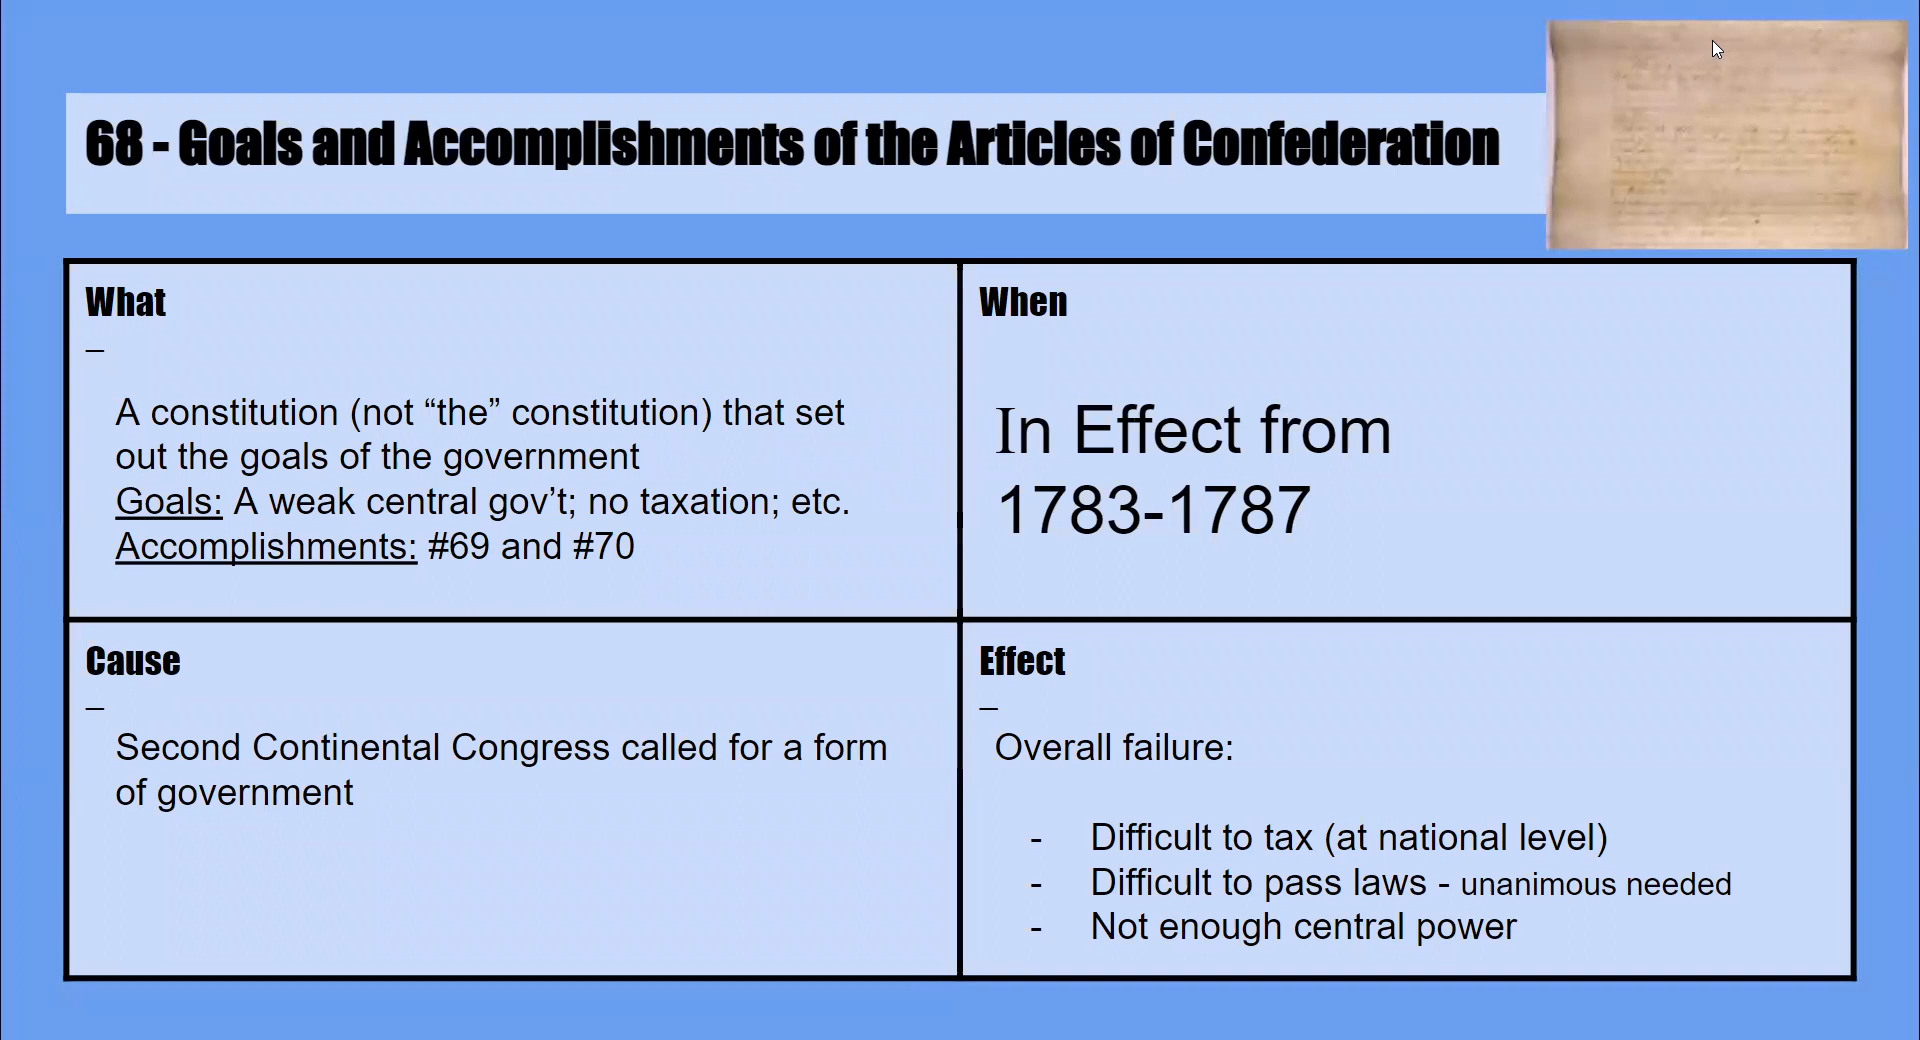 68 - Goals and Accomplishments of the Articles of Confederation
What
–
A constitution (not “the” constitution) that set
out the goals of the government
Goals: A weak central gov’t; no taxation; etc.
Accomplishments: #69 and #70
When
In Effect from
1783-1787
Cause
–
Second Continental Congress called for a form
of government
Effect
–
Overall failure:
- Difficult to tax (at national level)
- Difficult to pass laws - unanimous needed
- Not enough central power